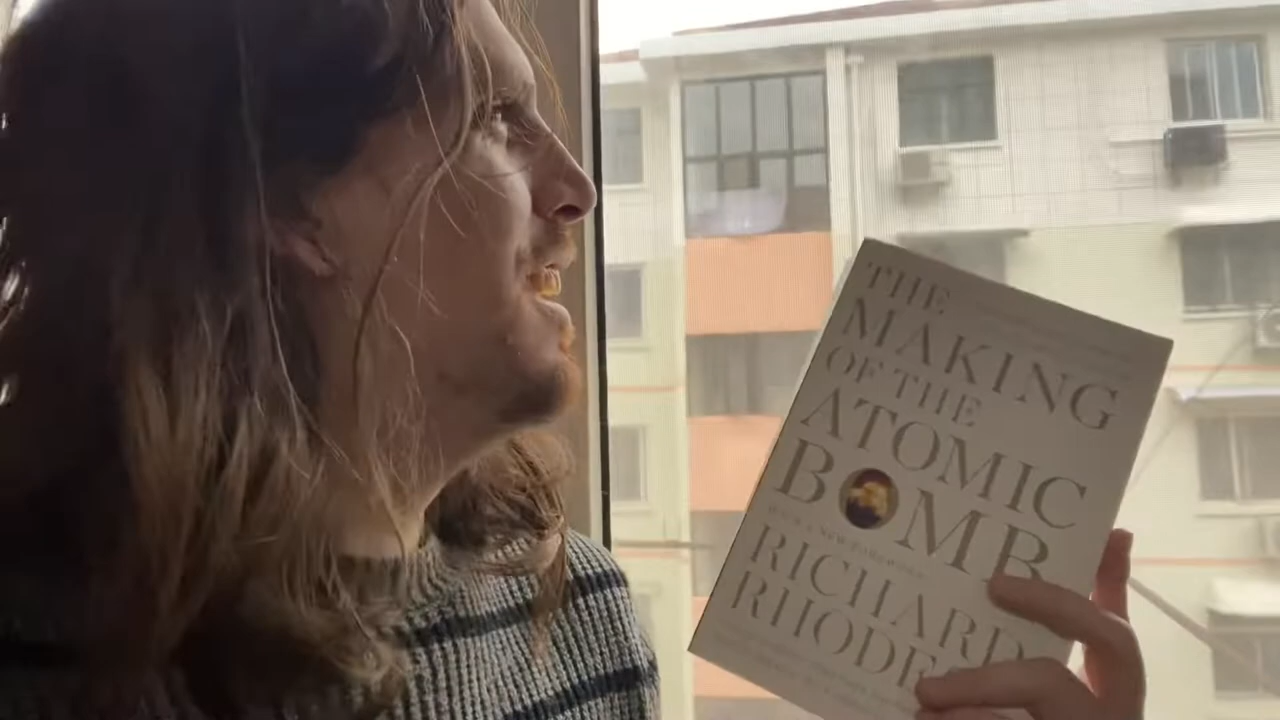 THE
MAKING
OF THE
ATOMIC
BOMB
RICHARD
RHODES